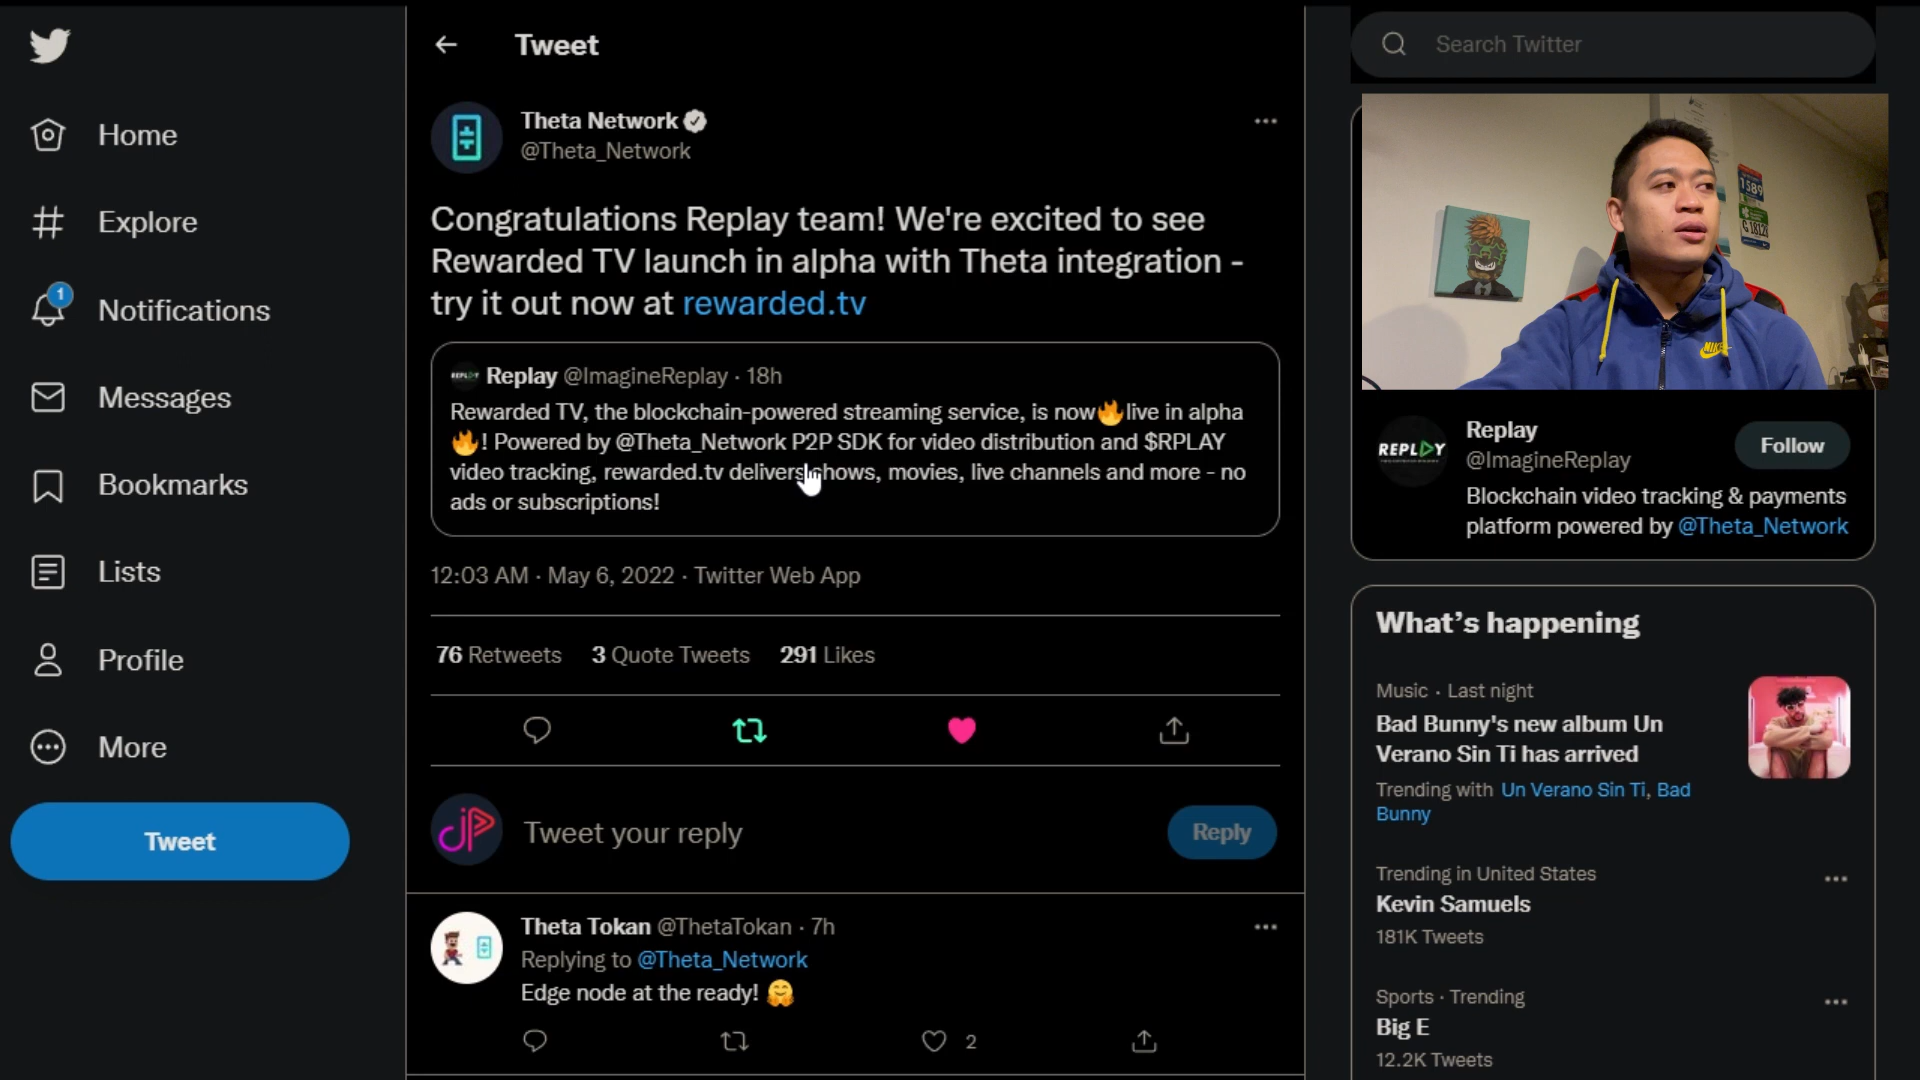 Home
Explore
1
Notifications
Messages
Bookmarks
Lists
Profile
More
Tweet
Tweet
Theta Network
@Theta_Network
Congratulations Replay team! We're excited to see
Rewarded TV launch in alpha with Theta integration -
try it out now at rewarded.tv
Replay @ImagineReplay · 18h
Rewarded TV, the blockchain-powered streaming service, is now🔥live in alpha
🔥! Powered by @Theta_Network P2P SDK for video distribution and $RPLAY
video tracking, rewarded.tv delivers shows, movies, live channels and more - no
ads or subscriptions!
12:03 AM · May 6, 2022 · Twitter Web App
76 Retweets 3 Quote Tweets 291 Likes
Tweet your reply
Reply
Theta Tokan @ThetaTokan · 7h
Replying to @Theta_Network
Edge node at the ready! 🤗
2
Search Twitter
1589
NIKE
REPLAY
Replay
@ImagineReplay
Follow
Blockchain video tracking & payments
platform powered by @Theta_Network
What's happening
Music · Last night
Bad Bunny's new album Un
Verano Sin Ti has arrived
Trending with Un Verano Sin Ti, Bad
Bunny
Trending in United States
Kevin Samuels
181K Tweets
Sports · Trending
Big E
12.2K Tweets